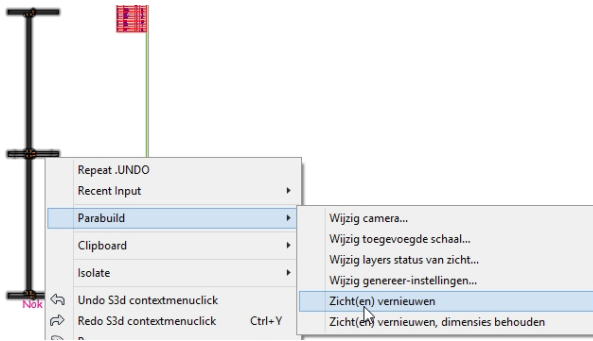 Repeat .UNDO
Recent Input
Parabuild
Wijzig camera...
Clipboard
Wijzig toegevoegde schaal...
Wijzig layers status van zicht...
Isolate
Wijzig genereer-instellingen...
Nok
Undo S3d contextmenuclick
Zicht(en) vernieuwen
Redo S3d contextmenuclick Ctrl+Y
Zicht(en) vernieuwen, dimensies behouden